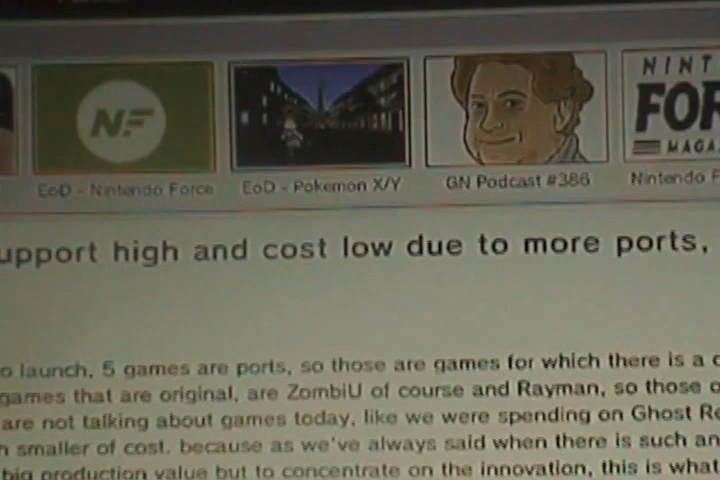 NF
NINT
FOR
MAGA
EoD - Nintendo Force
EoD - Pokemon X/Y
GN Podcast #386
Nintendo F
upport high and cost low due to more ports,
o launch, 5 games are ports, so those are games for which there is a
games that are original, are ZombiU of course and Rayman, so those
are not talking about games today, like we were spending on Ghost Re
n smaller of cost. because as we've always said when there is such an
big production value but to concentrate on the innovation, this is what